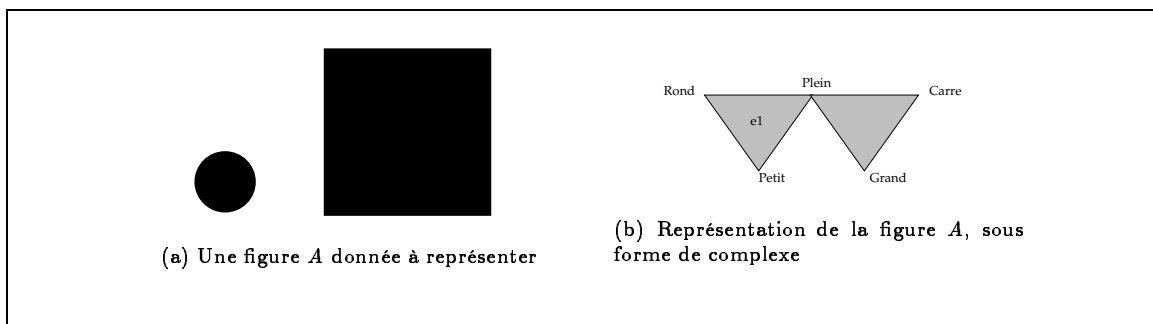 Plein
Rond
Carre
e1
Petit
Grand
(a) Une figure A donnée à représenter
(b) Représentation de la figure A, sous
forme de complexe